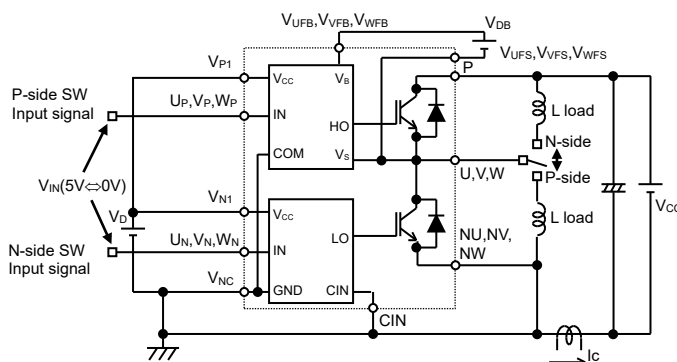 VUFB,VVFB,VWFB
VDB
VUFS,VVFS,VWFS
P
VP1
VCC
VB
P-side SW
Input signal
UP,VP,WP
IN
HO
L load
N-side
COM
VS
U,V,W
P-side
VIN(5V⇔0V)
VN1
VD
VCC
VCC
L load
LO
NU,NV,
NW
N-side SW
Input signal
UN,VN,WN
IN
VNC
GND
CIN
CIN
Ic